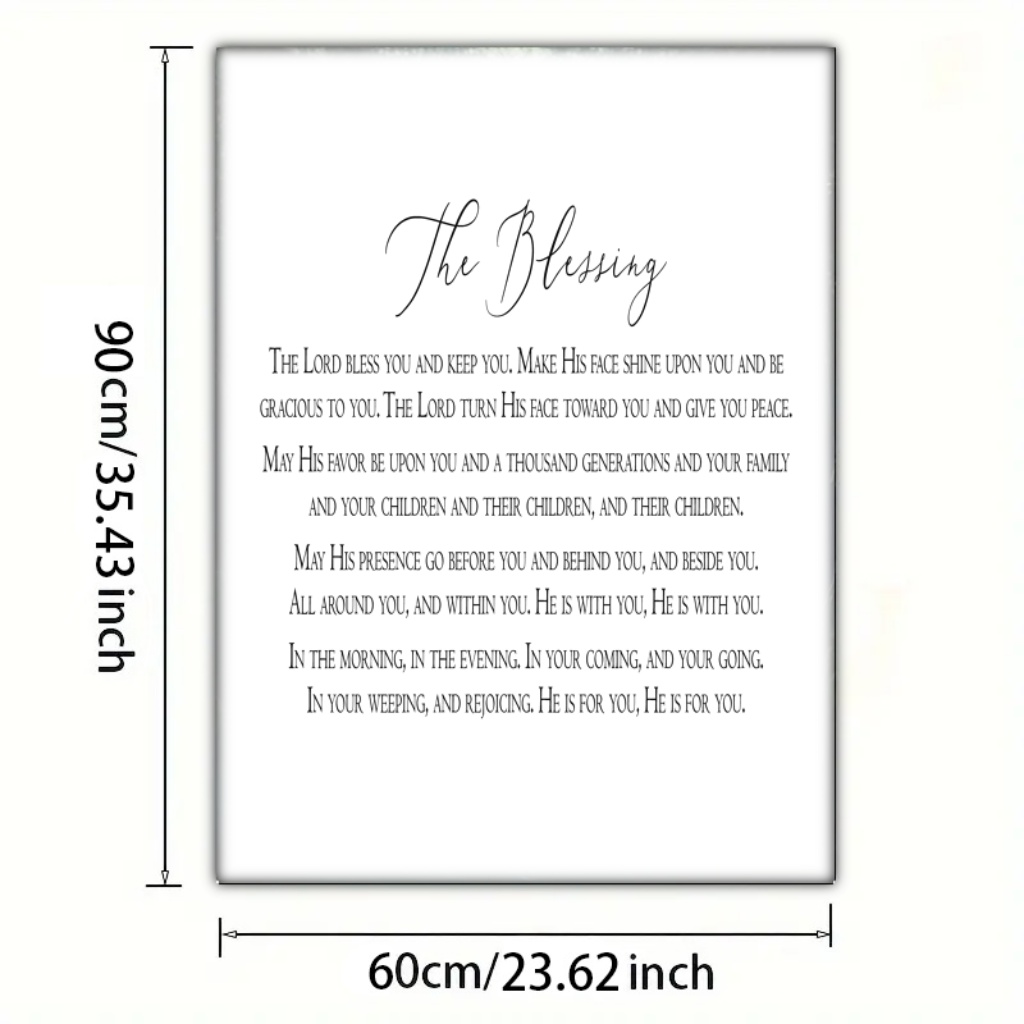 The Blessing
The Lord bless you and keep you. Make His face shine upon you and be
gracious to you. The Lord turn His face toward you and give you peace.
May His favor be upon you and a thousand generations and your family
and your children and their children, and their children.
May His presence go before you and behind you, and beside you.
All around you, and within you. He is with you, He is with you.
In the morning, in the evening. In your coming, and your going.
In your weeping, and rejoicing. He is for you, He is for you.
90cm/35.43inch
60cm/23.62inch